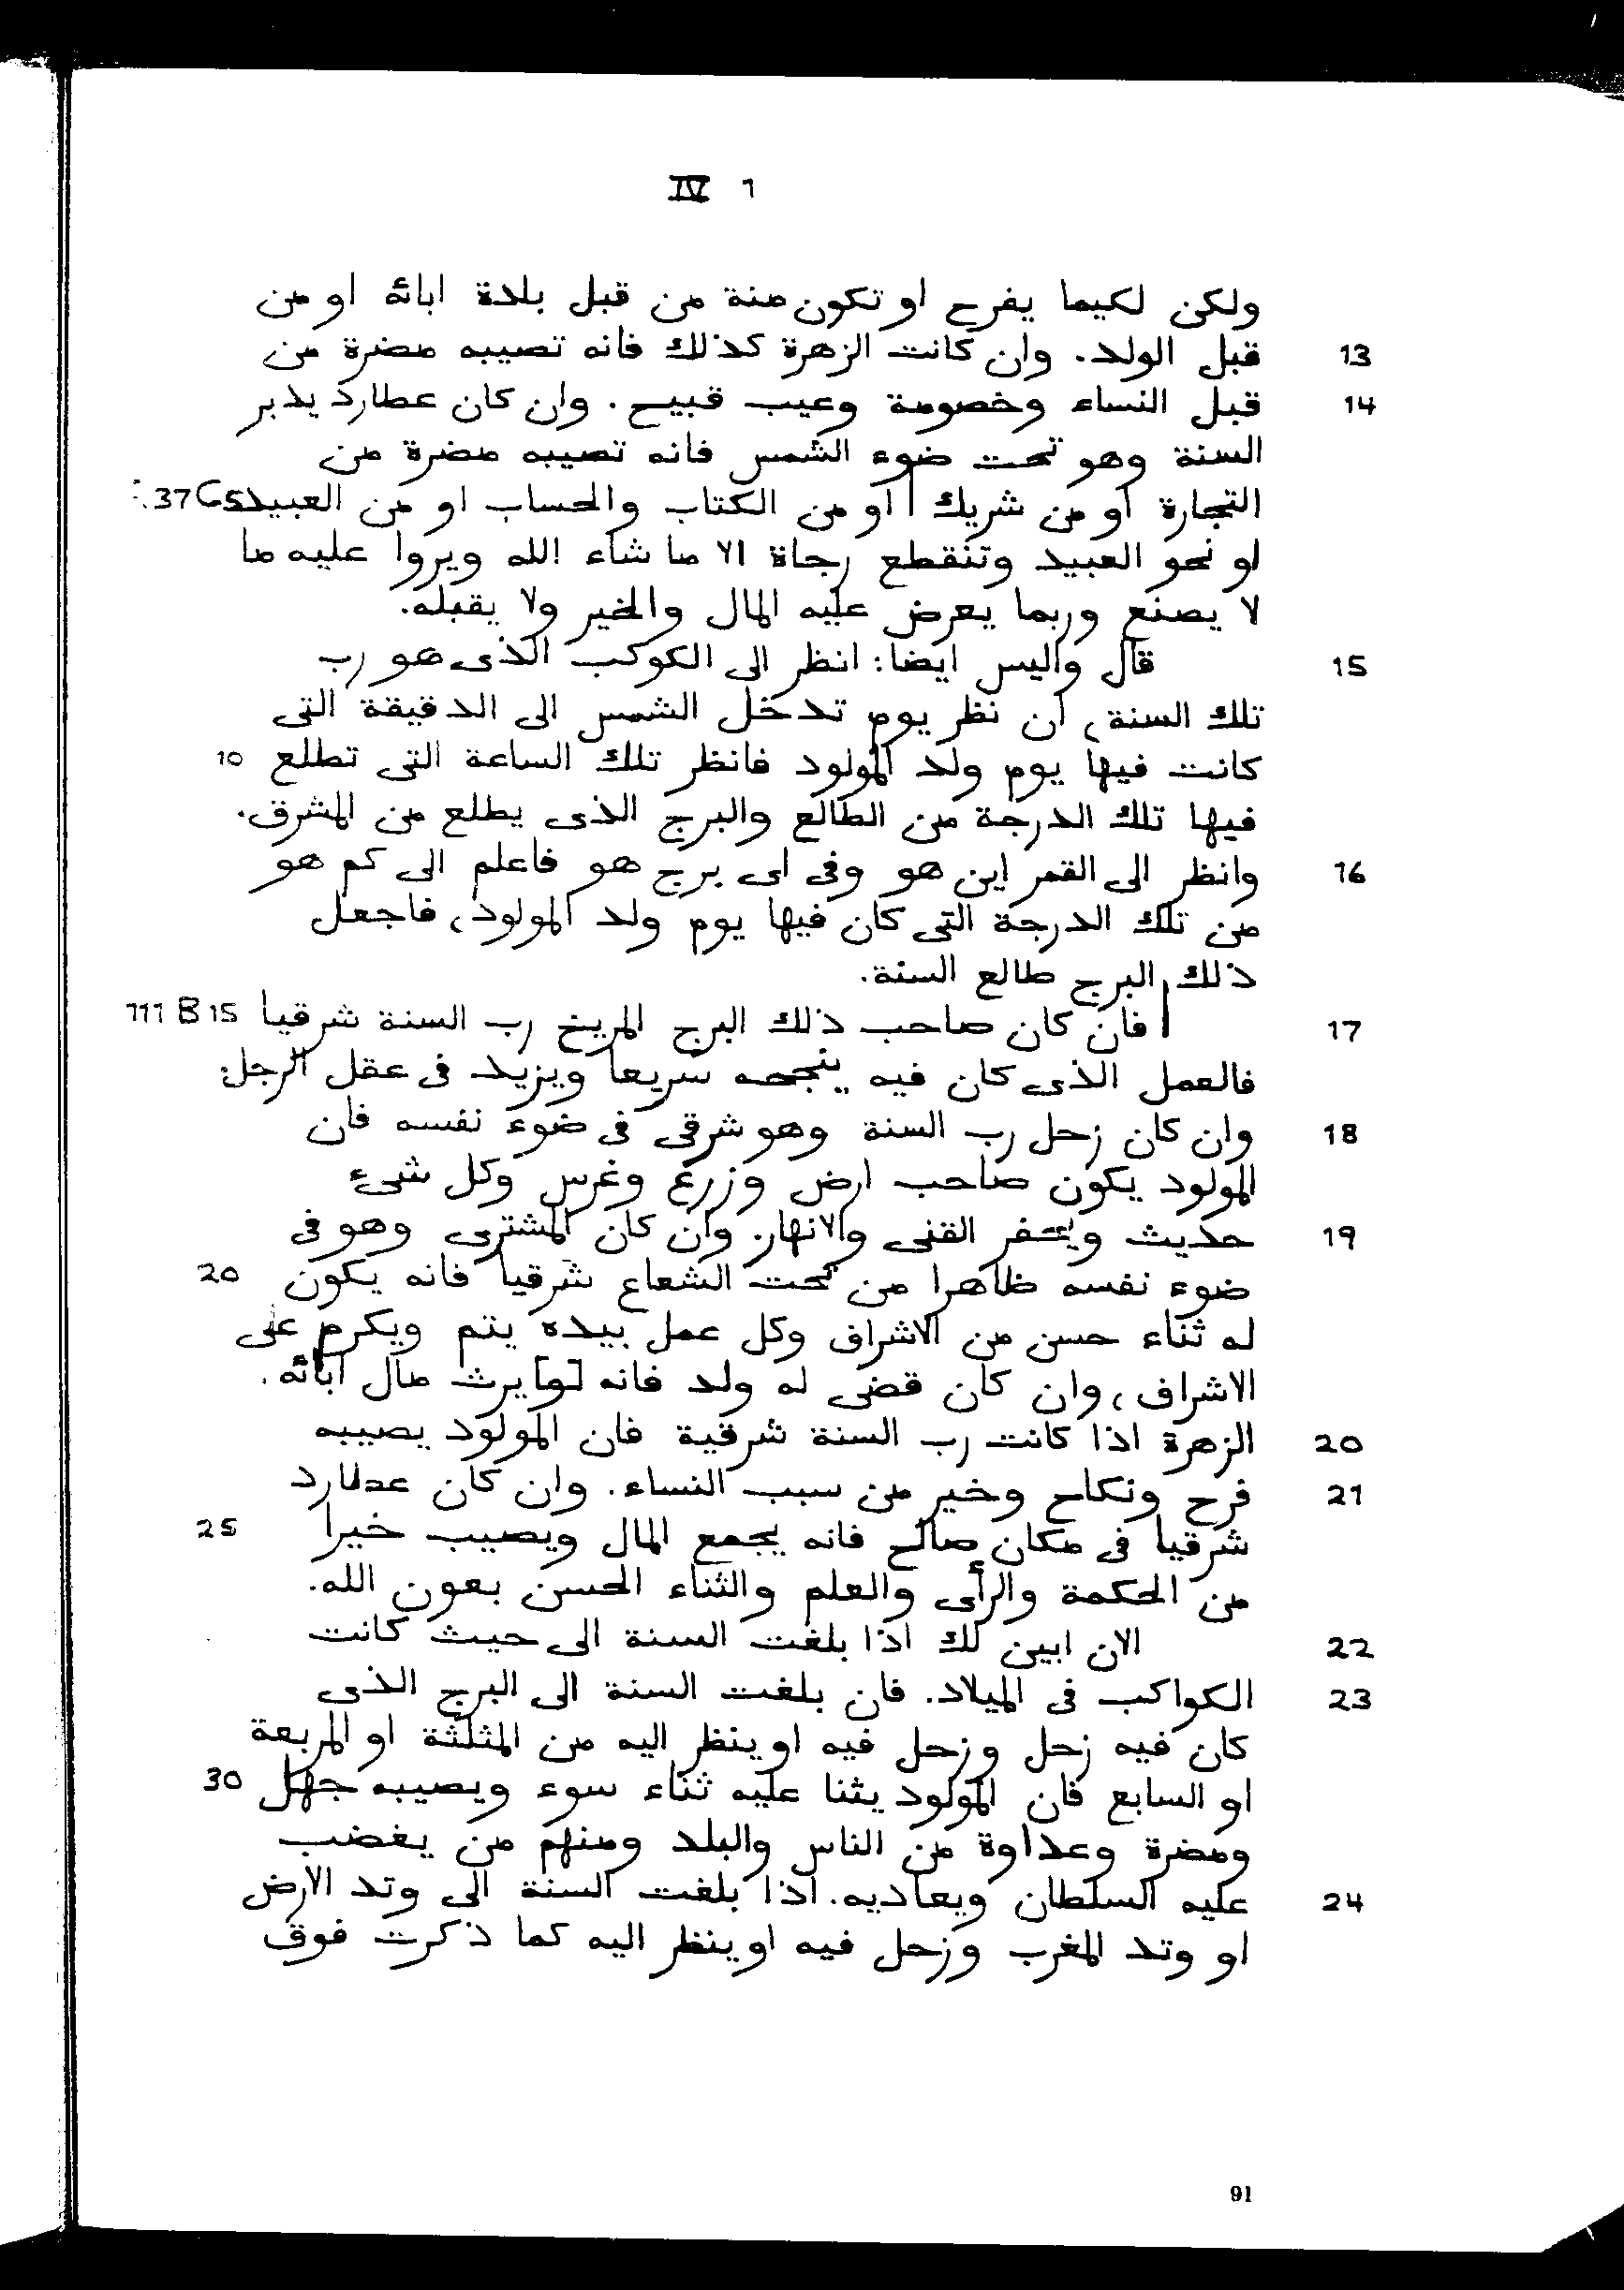 IV 1
ولكن لكيما يفرح او تكون منة من قبل بلدة ابائه او من
13 قبل الولد. وان كانت الزهرة كذلك فانه تصيبه مضرة من
14 قبل النساء وخصومة وعيب قبيح. وان كان عطارد يدبر
السنة وهو تحت ضوء الشمس فانه تصيبه مضرة من
التجارة او من شريك | او من الكتاب والحساب او من العبيد 5 37 C
او نحو العبيد وتنقطع رجاة الا ما شاء الله ويروا عليه ما
لا يصنع وربما يعرض عليه المال والخير ولا يقبله.
15 قال واليس ايضا: انظر الى الكوكب الذى هو رب
تلك السنة، ان نظر يوم تدخل الشمس الى الدقيقة التى
كانت فيها يوم ولد المولود فانظر تلك الساعة التى تطلع 10
فيها تلك الدرجة من الطالع والبرج الذى يطلع من المشرق.
16 وانظر الى القمر اين هو وفى اى برج هو فاعلم الى كم هو
من تلك الدرجة التى كان فيها يوم ولد المولود، فاجعل
ذلك البرج طالع السنة.
17 | فان كان صاحب ذلك البرج المريخ رب السنة شرقيا 15 111 B
فالعمل الذى كان فيه ينجحه سريعا ويزيد فى عقل الرجل:
18 وان كان زحل رب السنة وهو شرقى فى ضوء نفسه فان
المولود يكون صاحب ارض وزرع وغرس وكل شىء
19 حديث ويحفر القنى والانهار. وان كان المشترى وهو فى
ضوء نفسه ظاهرا من تحت الشعاع شرقيا فانه يكون 20
له ثناء حسن من الاشراف وكل عمل بيده يتم ويكرم على
الاشراف، وان كان قضى له ولد فانه [و]يرث مال ابائه.
20 الزهرة اذا كانت رب السنة شرقية فان المولود يصيبه
21 فرح ونكاح وخير من سبب النساء. وان كان عطارد
شرقيا فى مكان صالح فانه يجمع المال ويصيب خيرا 25
من الحكمة والرأى والعلم والثناء الحسن بعون الله.
22 الان ابين لك اذا بلغت السنة الى حيث كانت
23 الكواكب فى الميلاد. فان بلغت السنة الى البرج الذى
كان فيه زحل وزحل فيه او ينظر اليه من المثلثة او المربعة
او السابع فان المولود يثنا عليه ثناء سوء ويصيبه جهل 30
ومضرة وعداوة من الناس والبلد ومنهم من يغضب
24 عليه السلطان ويعاديه. اذا بلغت السنة الى وتد الارض
او وتد المغرب وزحل فيه او ينظر اليه كما ذكرت فوق
91